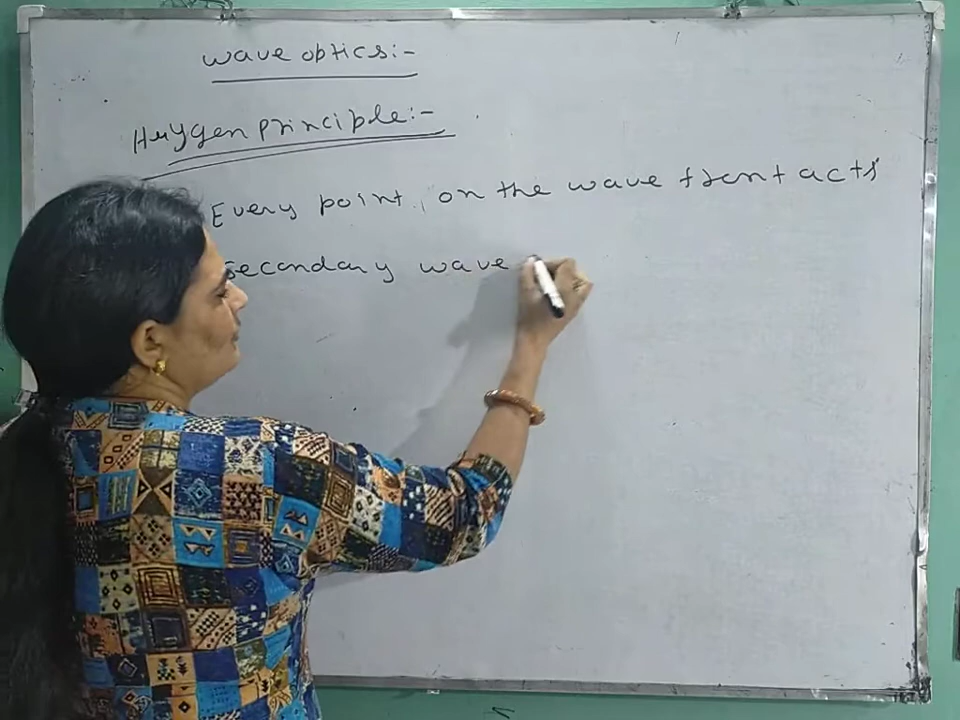 wave optics:-
Huygen principle:-
Every point, on the wave front acts
secondary wave